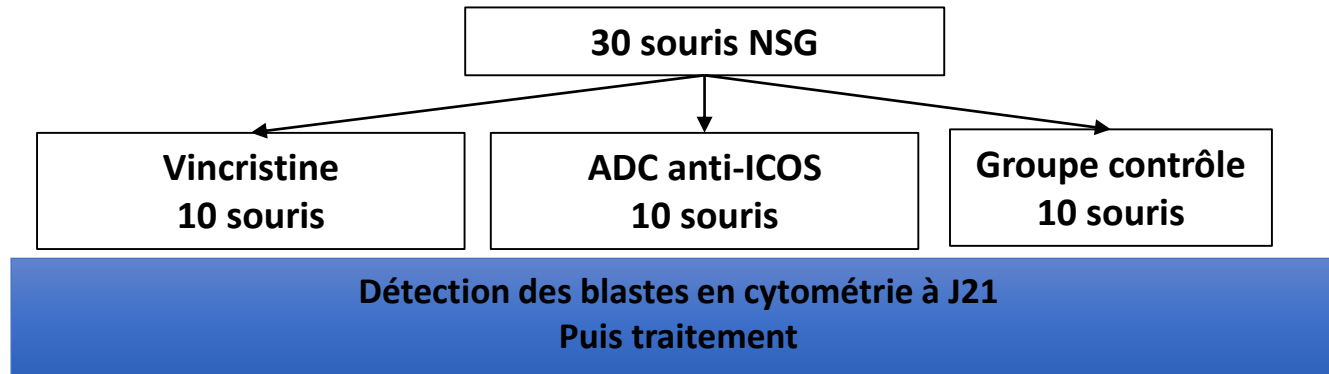 30 souris NSG
Vincristine
10 souris
ADC anti-ICOS
10 souris
Groupe contrôle
10 souris
Détection des blastes en cytométrie à J21
Puis traitement